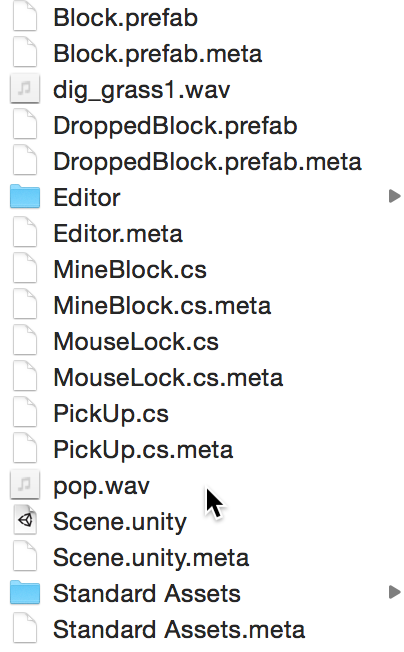 Block.prefab
Block.prefab.meta
dig_grass1.wav
DroppedBlock.prefab
DroppedBlock.prefab.meta
Editor
Editor.meta
MineBlock.cs
MineBlock.cs.meta
MouseLock.cs
MouseLock.cs.meta
PickUp.cs
PickUp.cs.meta
pop.wav
Scene.unity
Scene.unity.meta
Standard Assets
Standard Assets.meta